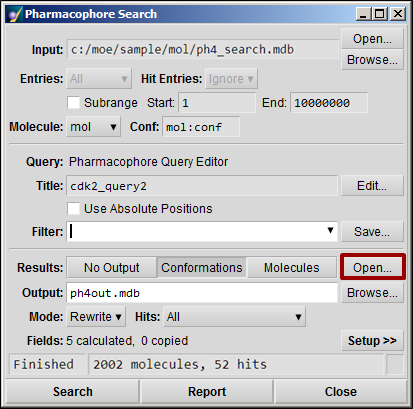 Pharmacophore Search
Input: c:/moe/sample/mol/ph4_search.mdb Open...
Browse...
Entries: All Hit Entries: Ignore
Subrange Start: 1 End: 10000000
Molecule: mol Conf: mol:conf
Query: Pharmacophore Query Editor
Title: cdk2_query2 Edit...
Use Absolute Positions
Filter: Save...
Results: No Output Conformations Molecules Open...
Output: ph4out.mdb Browse...
Mode: Rewrite Hits: All
Fields: 5 calculated, 0 copied Setup >>
Finished 2002 molecules, 52 hits
Search Report Close